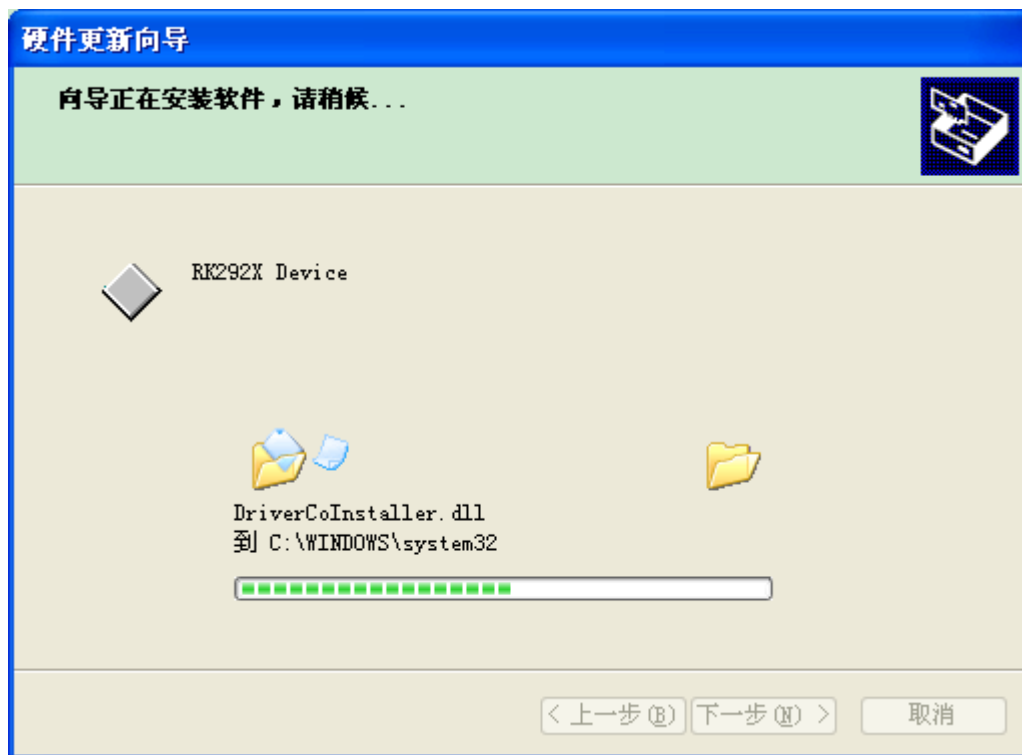 硬件更新向导
向导正在安装软件，请稍候...
RK292X Device
DriverCoInstaller.dll
到 C:\WINDOWS\system32
< 上一步(B) 下一步(N) > 取消